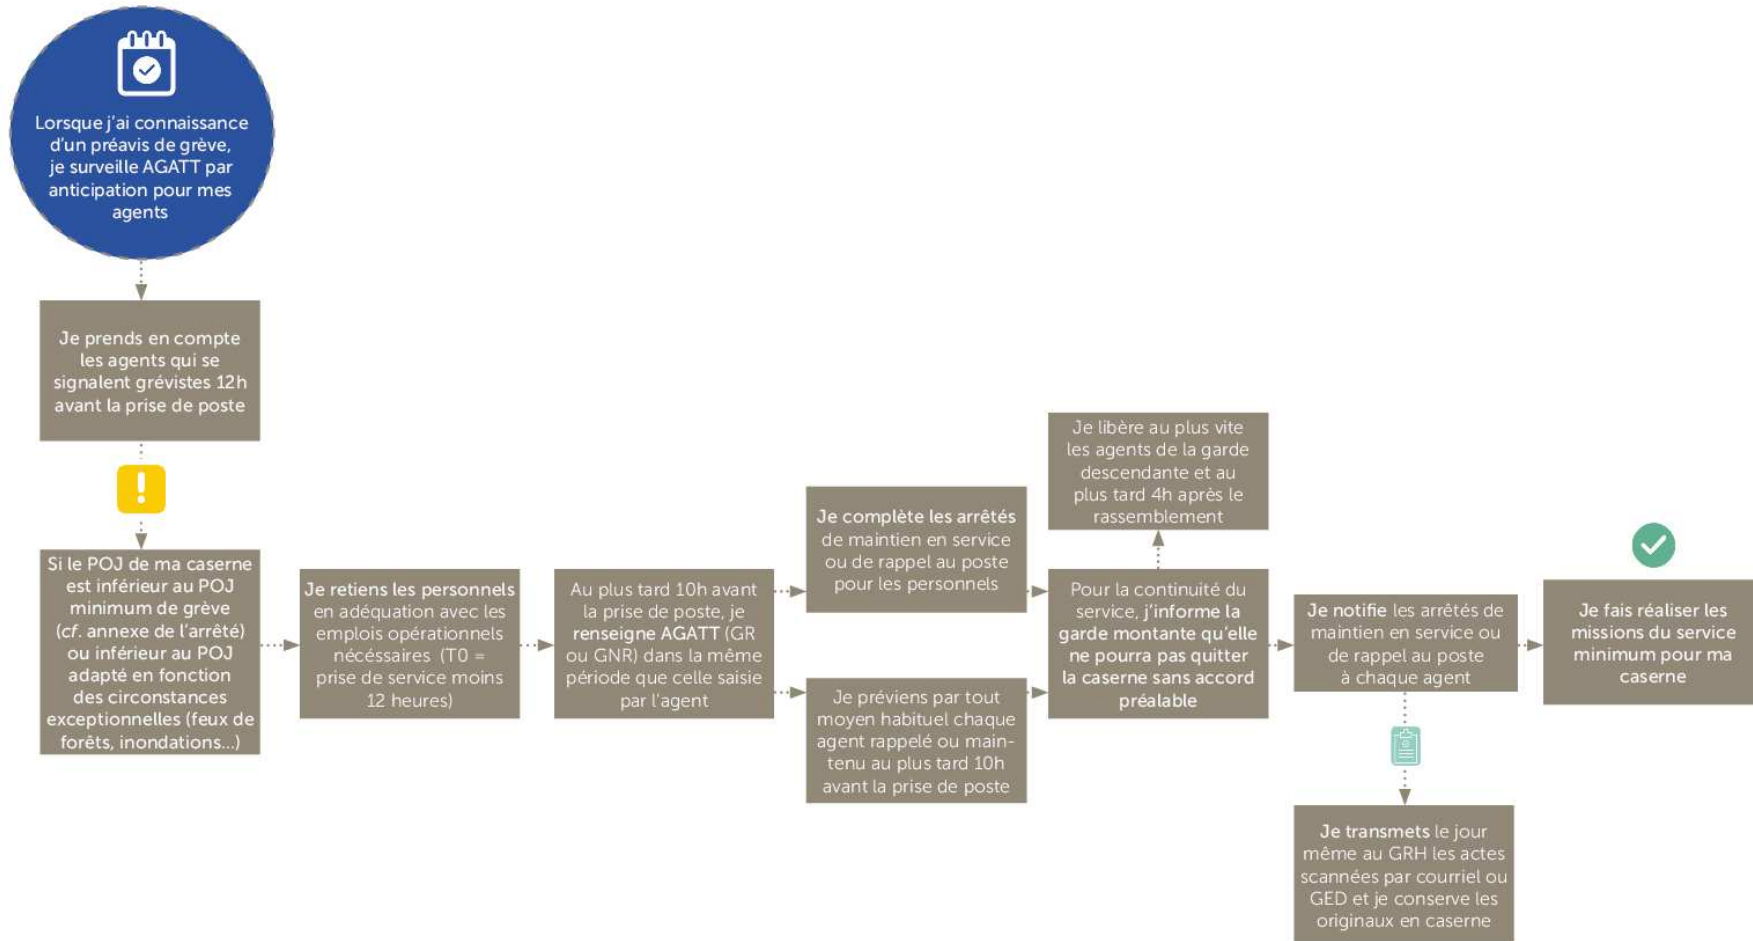 Lorsque j'ai connaissance
d'un préavis de grève,
je surveille AGATT par
anticipation pour mes
agents
Je prends en compte
les agents qui se
signalent grévistes 12h
avant la prise de poste
!
Si le POJ de ma caserne
est inférieur au POJ
minimum de grève
(cf. annexe de l'arrêté)
ou inférieur au POJ
adapté en fonction
des circonstances
exceptionnelles (feux de
forêts, inondations...)
Je retiens les personnels
en adéquation avec les
emplois opérationnels
nécéssaires (T0 =
prise de service moins
12 heures)
Au plus tard 10h avant
la prise de poste, je
renseigne AGATT (GR
ou GNR) dans la même
période que celle saisie
par l'agent
Je complète les arrêtés
de maintien en service
ou de rappel au poste
pour les personnels
Je préviens par tout
moyen habituel chaque
agent rappelé ou main-
tenu au plus tard 10h
avant la prise de poste
Je libère au plus vite
les agents de la garde
descendante et au
plus tard 4h après le
rassemblement
Pour la continuité du
service, j'informe la
garde montante qu'elle
ne pourra pas quitter
la caserne sans accord
préalable
Je notifie les arrêtés de
maintien en service ou
de rappel au poste
à chaque agent
Je transmets le jour
même au GRH les actes
scannées par courriel ou
GED et je conserve les
originaux en caserne
Je fais réaliser les
missions du service
minimum pour ma
caserne